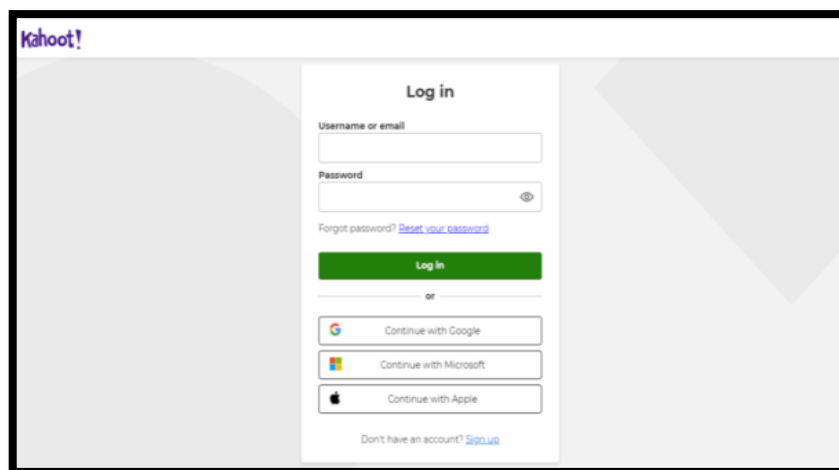 Kahoot!
Log in
Username or email
Password
Forgot password? Reset your password
Log in
or
Continue with Google
Continue with Microsoft
Continue with Apple
Don't have an account? Sign up